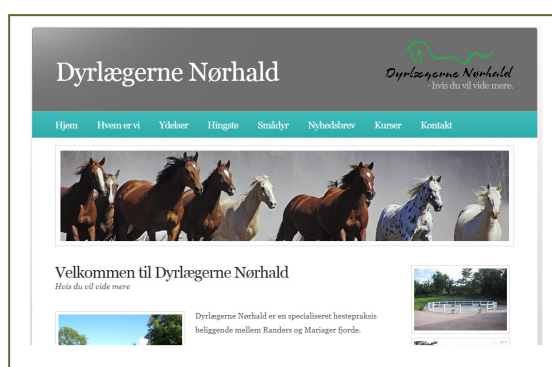 Dyrlægerne Nørhald
Dyrlægerne Nørhald
- hvis du vil vide mere.
Hjem Hvem er vi Ydelser Hingste Smådyr Nyhedsbrev Kurser Kontakt
Velkommen til Dyrlægerne Nørhald
Hvis du vil vide mere
Dyrlægerne Nørhald er en specialiseret hestepraksis
beliggende mellem Randers og Mariager fjorde.